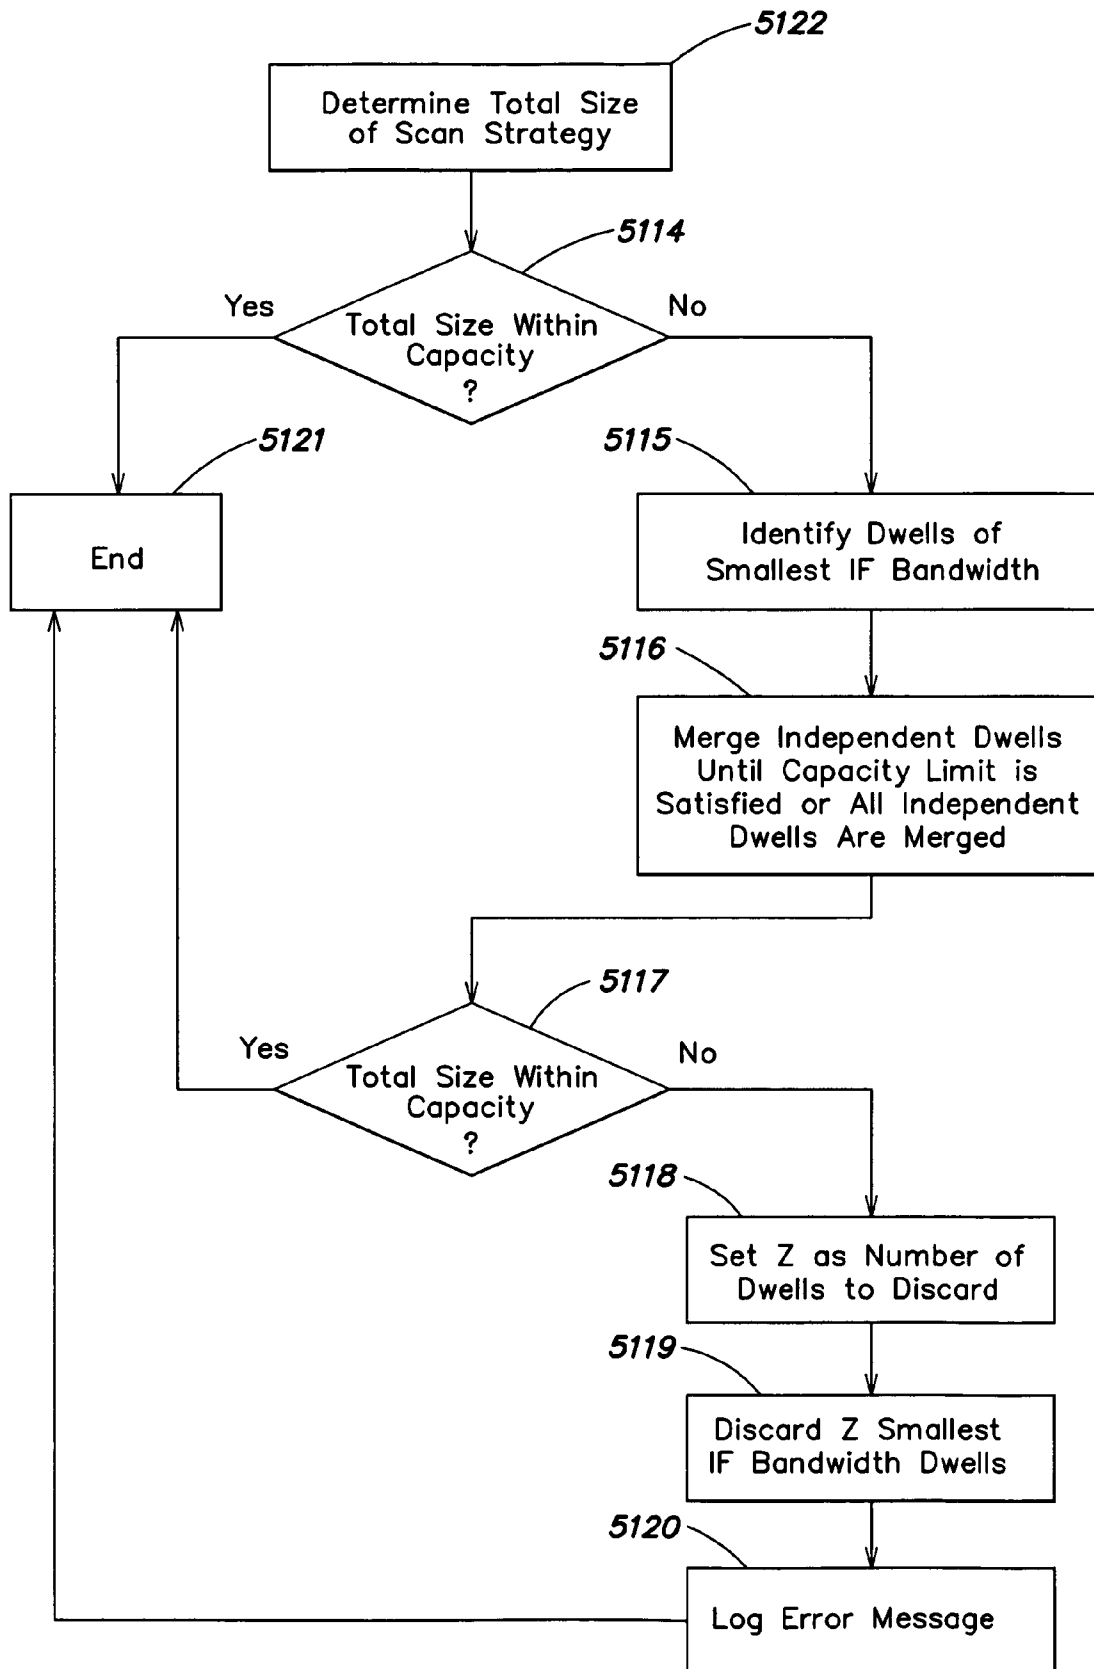 5122
Determine Total Size
of Scan Strategy
5114
Yes
No
Total Size Within
Capacity
?
5121
5115
End
Identify Dwells of
Smallest IF Bandwidth
5116
Merge Independent Dwells
Until Capacity Limit is
Satisfied or All Independent
Dwells Are Merged
5117
Yes
No
Total Size Within
Capacity
?
5118
Set Z as Number of
Dwells to Discard
5119
Discard Z Smallest
IF Bandwidth Dwells
5120
Log Error Message